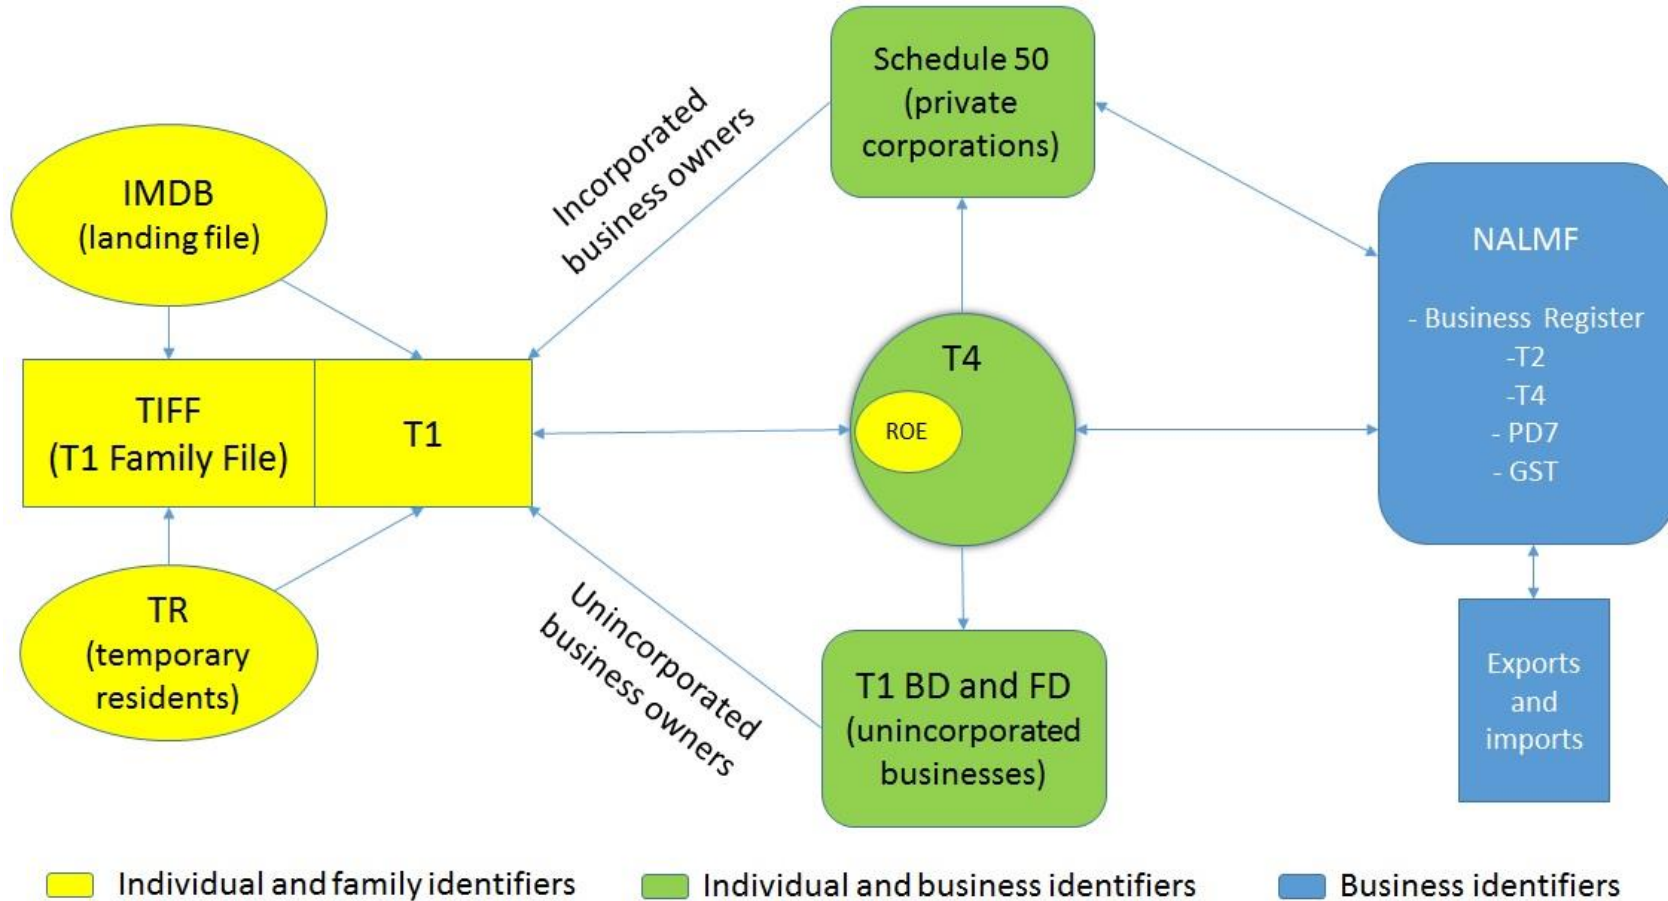 Schedule 50
(private
corporations)
Incorporated
business owners
IMDB
(landing file)
NALMF
- Business Register
-T2
-T4
- PD7
- GST
T4
ROE
TIFF
(T1 Family File)
T1
TR
(temporary
residents)
Unincorporated
business owners
T1 BD and FD
(unincorporated
businesses)
Exports
and
imports
Individual and family identifiers
Individual and business identifiers
Business identifiers